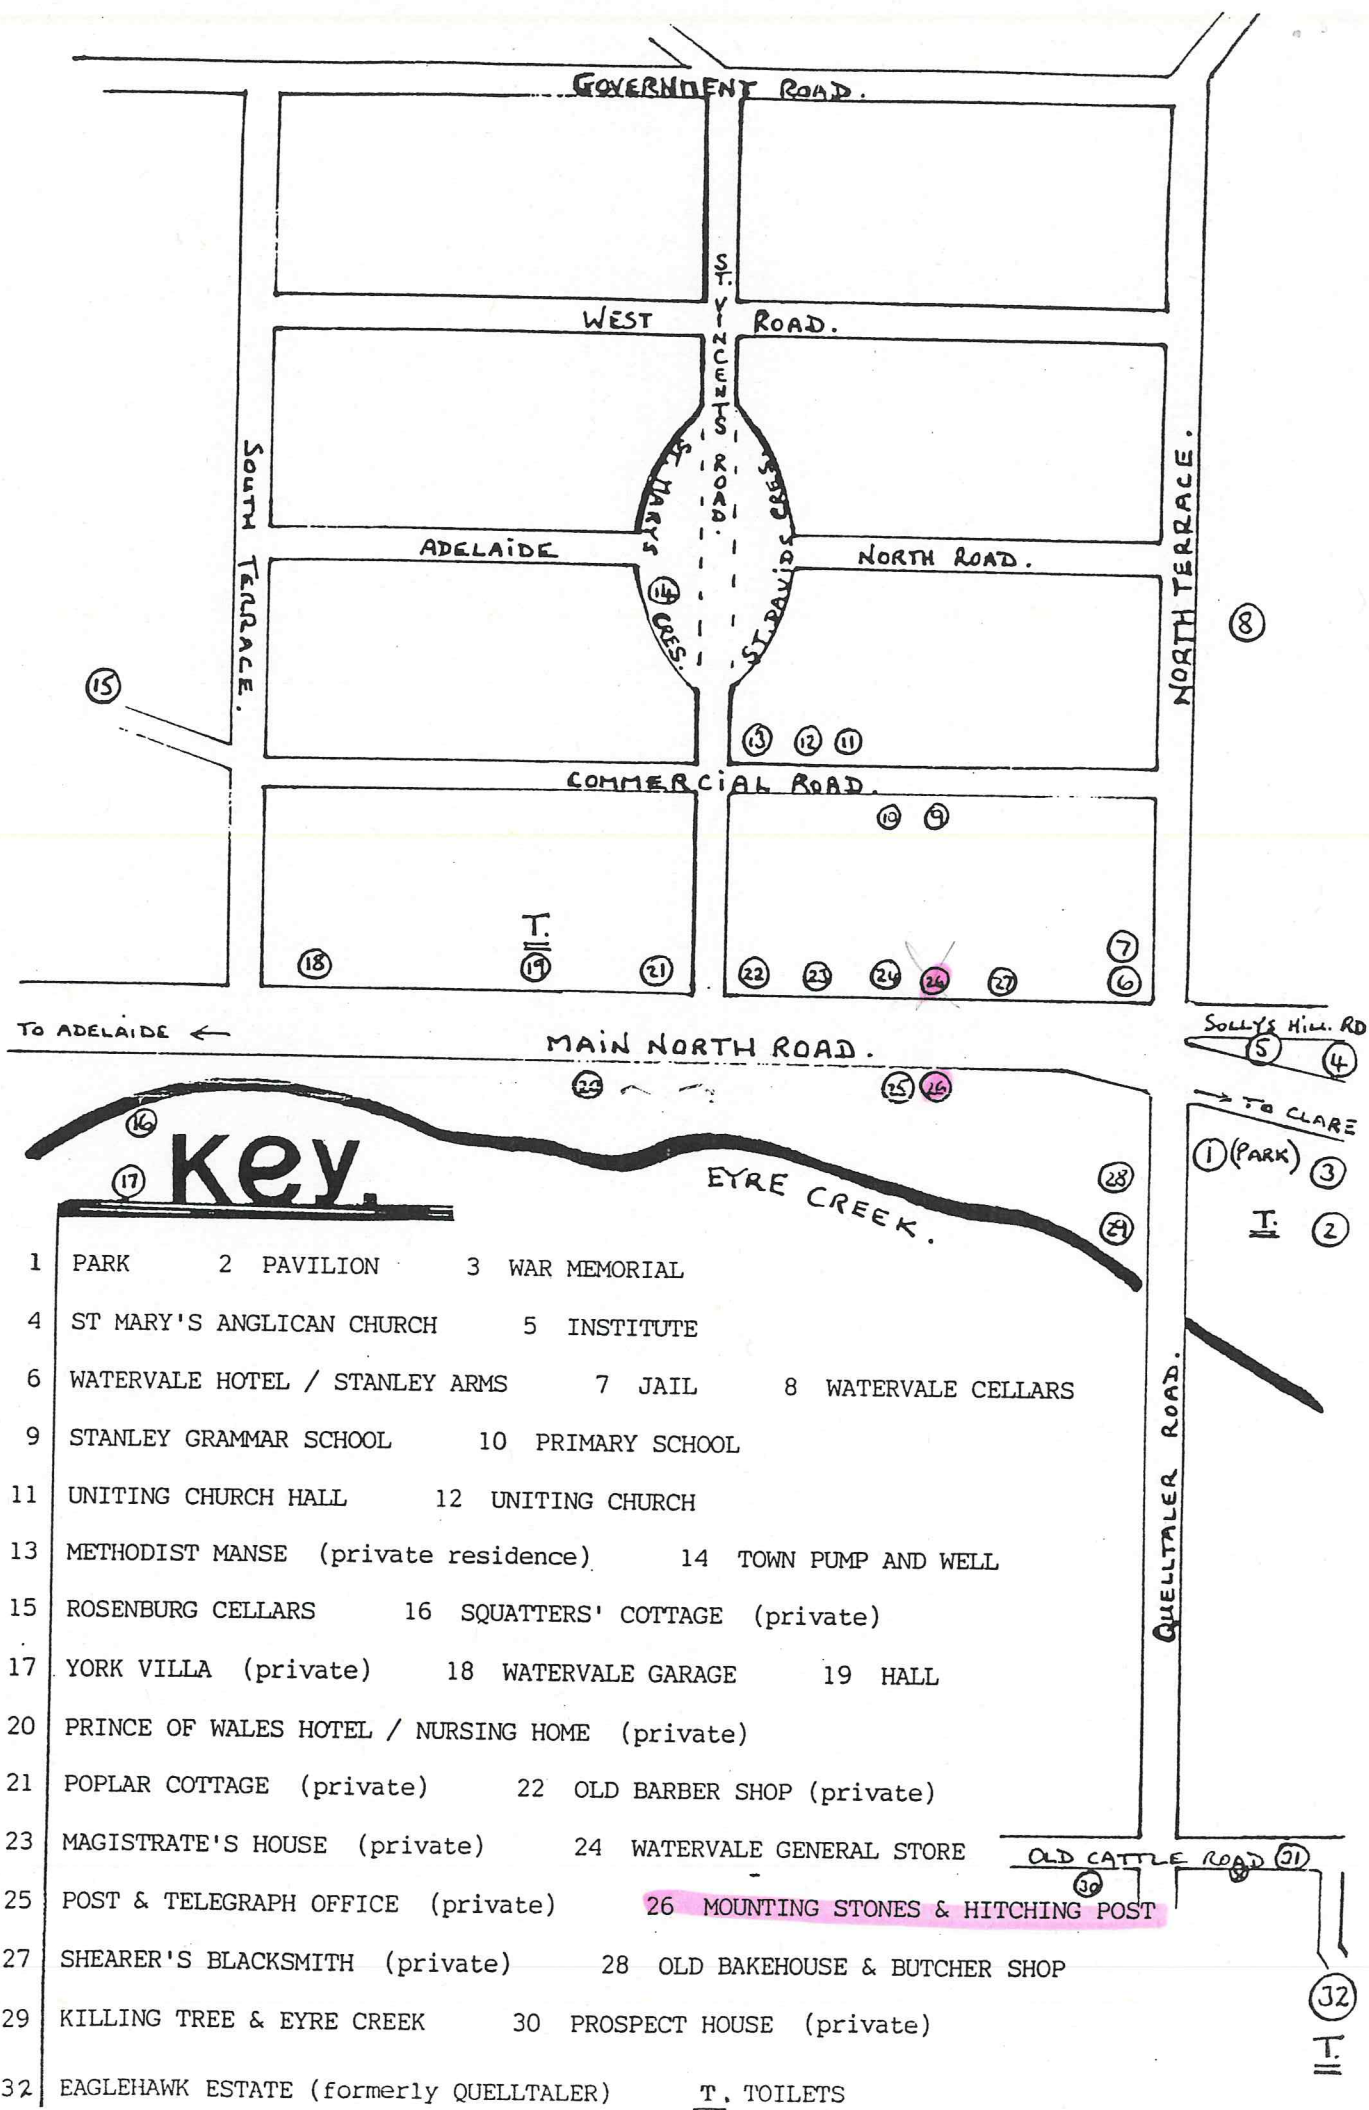 GOVERNMENT ROAD.
ST. VINCENTS ROAD.
WEST ROAD.
SOUTH TERRACE.
NORTH TERRACE.
ST. MARYS CRES.
ST. DAVIDS CRES.
ADELAIDE NORTH ROAD.
14
8
15
13 12 11
COMMERCIAL ROAD.
10 9
T.
7
18 19 21 22 23 24 26 27 6
TO ADELAIDE ←
MAIN NORTH ROAD.
SOLLYS HILL. RD
5 4
20 25 26
→ TO CLARE
16
1 (PARK) 3
17
Key.
EYRE CREEK.
28
29
T. 2
QUELLTALER ROAD.
1 PARK 2 PAVILION 3 WAR MEMORIAL
4 ST MARY'S ANGLICAN CHURCH 5 INSTITUTE
6 WATERVALE HOTEL / STANLEY ARMS 7 JAIL 8 WATERVALE CELLARS
9 STANLEY GRAMMAR SCHOOL 10 PRIMARY SCHOOL
11 UNITING CHURCH HALL 12 UNITING CHURCH
13 METHODIST MANSE (private residence) 14 TOWN PUMP AND WELL
15 ROSENBURG CELLARS 16 SQUATTERS' COTTAGE (private)
17 YORK VILLA (private) 18 WATERVALE GARAGE 19 HALL
20 PRINCE OF WALES HOTEL / NURSING HOME (private)
21 POPLAR COTTAGE (private) 22 OLD BARBER SHOP (private)
23 MAGISTRATE'S HOUSE (private) 24 WATERVALE GENERAL STORE
OLD CATTLE ROAD 31
30
25 POST & TELEGRAPH OFFICE (private) 26 MOUNTING STONES & HITCHING POST
27 SHEARER'S BLACKSMITH (private) 28 OLD BAKEHOUSE & BUTCHER SHOP
32
29 KILLING TREE & EYRE CREEK 30 PROSPECT HOUSE (private)
T.
32 EAGLEHAWK ESTATE (formerly QUELLTALER) T. TOILETS